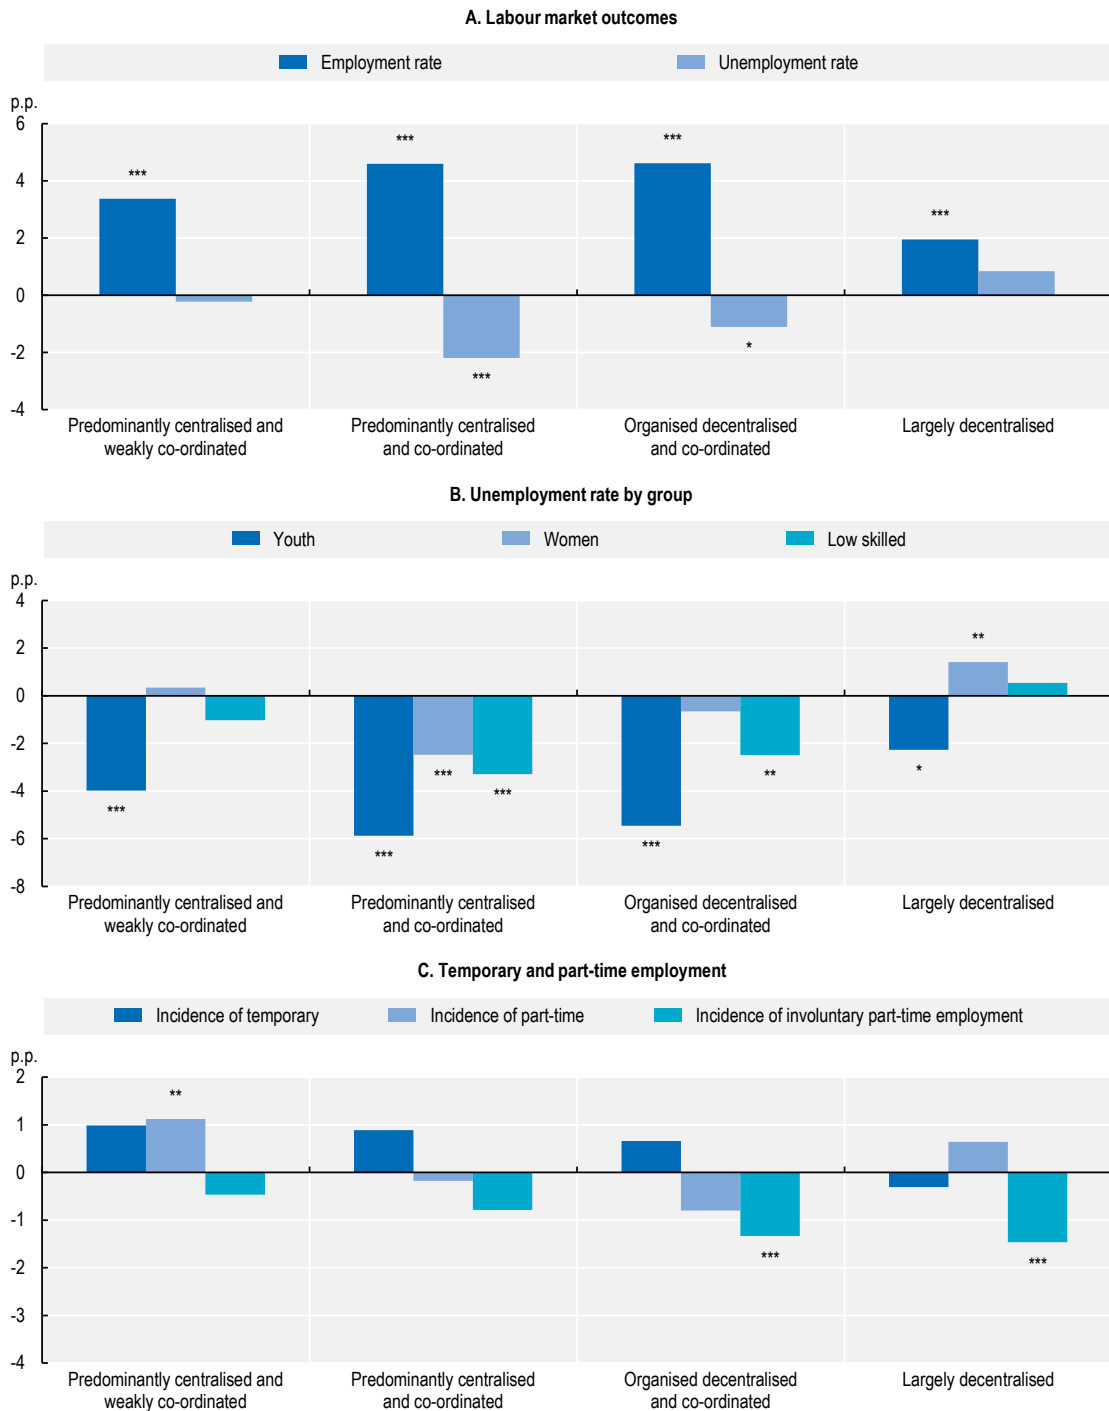 A. Labour market outcomes
Employment rate Unemployment rate
p.p.
6
4
2
0
-2
-4
*** *** *** ***
*** *
Predominantly centralised and
weakly co-ordinated
Predominantly centralised
and co-ordinated
Organised decentralised
and co-ordinated
Largely decentralised
B. Unemployment rate by group
Youth Women Low skilled
p.p.
4
2
0
-2
-4
-6
-8
**
*** *** *** *** *** ** *
Predominantly centralised and
weakly co-ordinated
Predominantly centralised
and co-ordinated
Organised decentralised
and co-ordinated
Largely decentralised
C. Temporary and part-time employment
Incidence of temporary Incidence of part-time Incidence of involuntary part-time employment
p.p.
2
1
0
-1
-2
-3
-4
**
*** ***
Predominantly centralised and
weakly co-ordinated
Predominantly centralised
and co-ordinated
Organised decentralised
and co-ordinated
Largely decentralised